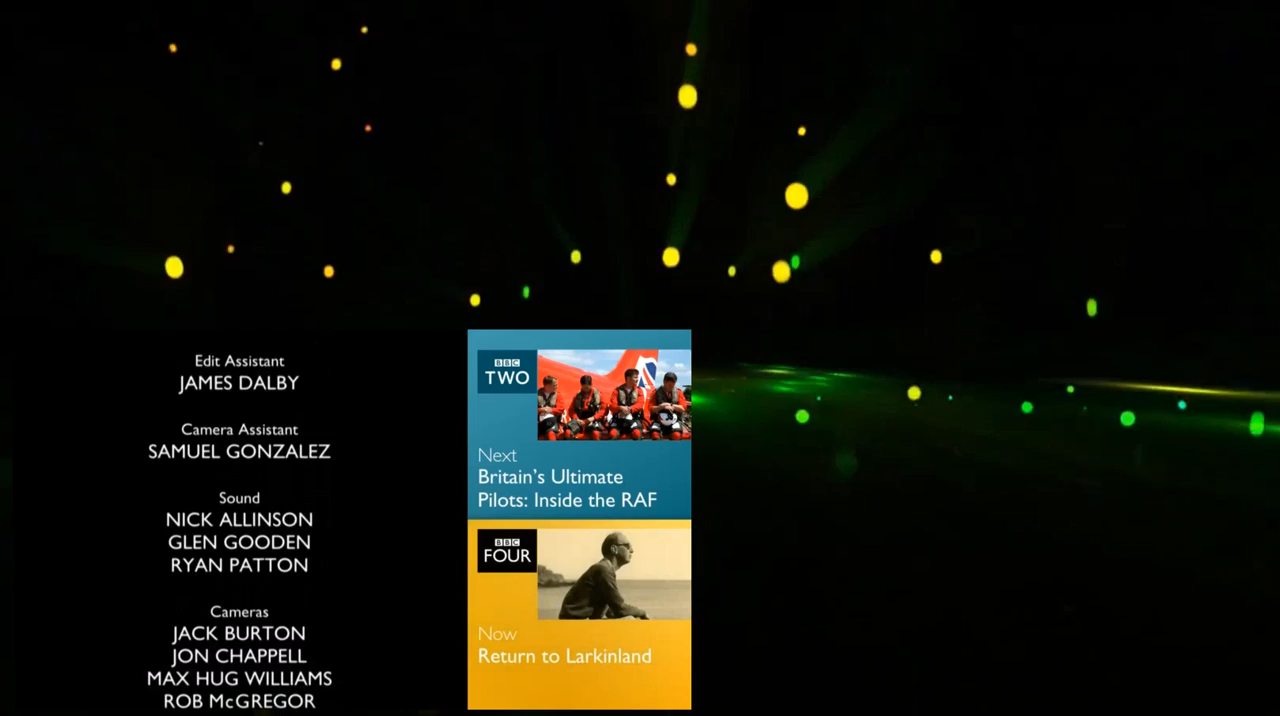 Edit Assistant
JAMES DALBY
Camera Assistant
SAMUEL GONZALEZ
Sound
NICK ALLINSON
GLEN GOODEN
RYAN PATTON
Cameras
JACK BURTON
JON CHAPPELL
MAX HUG WILLIAMS
ROB McGREGOR
BBC
TWO
Next
Britain's Ultimate
Pilots: Inside the RAF
BBC
FOUR
Now
Return to Larkinland